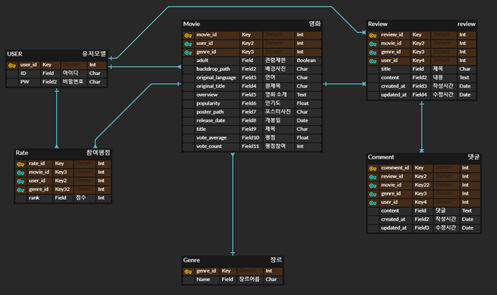 USER 유저모델
user_id Key Int
ID Field 아이디 Char
PW Field2 비밀번호 Char
Movie 영화
movie_id Key Int
user_id Key2 Int
genre_id Key3 Int
adult Field 관람제한 Boolean
backdrop_path Field2 배경사진 Char
original_language Field3 언어 Char
original_title Field4 원제목 Char
overview Field5 영화 소개 Text
popularity Field6 인기도 Float
poster_path Field7 포스터사진 Char
release_date Field8 개봉일 Date
title Field9 제목 Char
vote_average Field10 평점 Float
vote_count Field11 평점참여 Int
Review review
review_id Key Int
movie_id Key2 Int
genre_id Key3 Int
user_id Key4 Int
title Field 제목 Char
content Field2 내용 Text
created_at Field3 작성시간 Date
updated_at Field4 수정시간 Date
Rate 참여평점
rate_id Key Int
movie_id Key3 Int
user_id Key2 Int
genre_id Key32 Int
rank Field 점수 Int
Comment 댓글
comment_id Key Int
review_id Key2 Int
movie_id Key22 Int
genre_id Key3 Int
user_id Key4 Int
content Field 댓글 Text
created_at Field2 작성시간 Date
updated_at Field3 수정시간 Date
Genre 장르
genre_id Key Int
Name Field 장르이름 Char